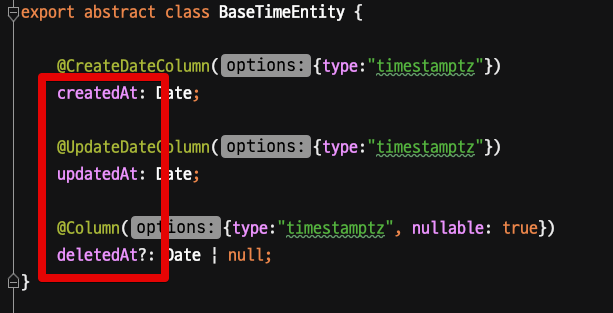 export abstract class BaseTimeEntity {
@CreateDateColumn( options: {type:"timestamptz"})
createdAt: Date;
@UpdateDateColumn( options: {type:"timestamptz"})
updatedAt: Date;
@Column( options: {type:"timestamptz", nullable: true})
deletedAt?: Date | null;
}